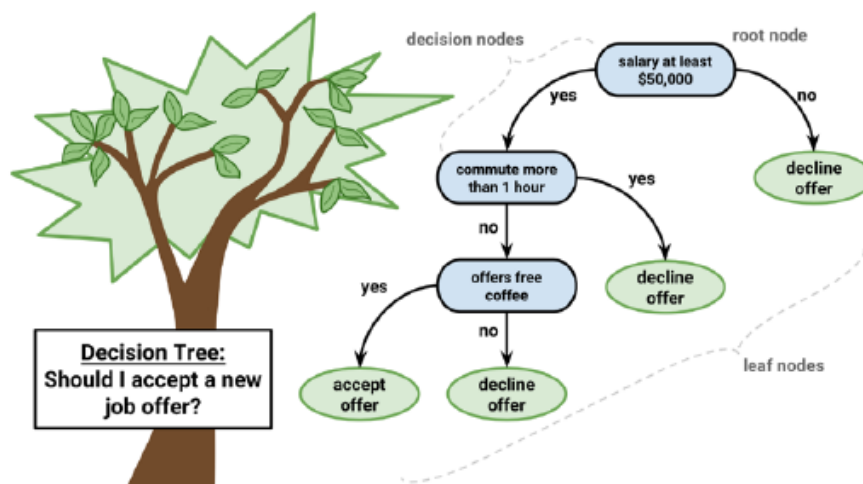 decision nodes
root node
salary at least
$50,000
yes
no
commute more
than 1 hour
decline
offer
yes
no
offers free
coffee
decline
offer
yes
no
Decision Tree:
Should I accept a new
job offer?
accept
offer
decline
offer
leaf nodes